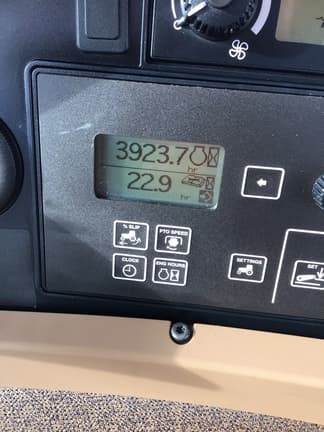 3923.7
hr
22.9
hr
% SLIP
PTO SPEED
CLOCK
ENG HOURS
SETTINGS
SET